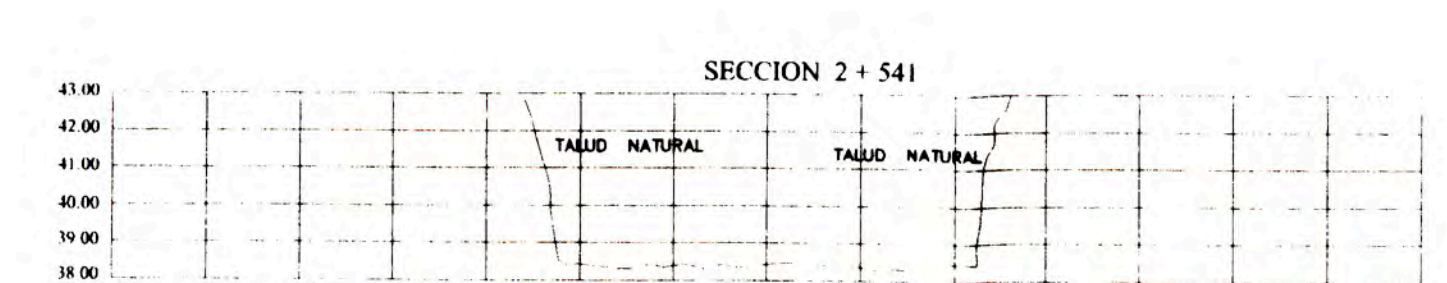 SECCION 2 + 541
43.00
42.00
TALUD NATURAL
TALUD NATURAL
41.00
40.00
39 00
38 00